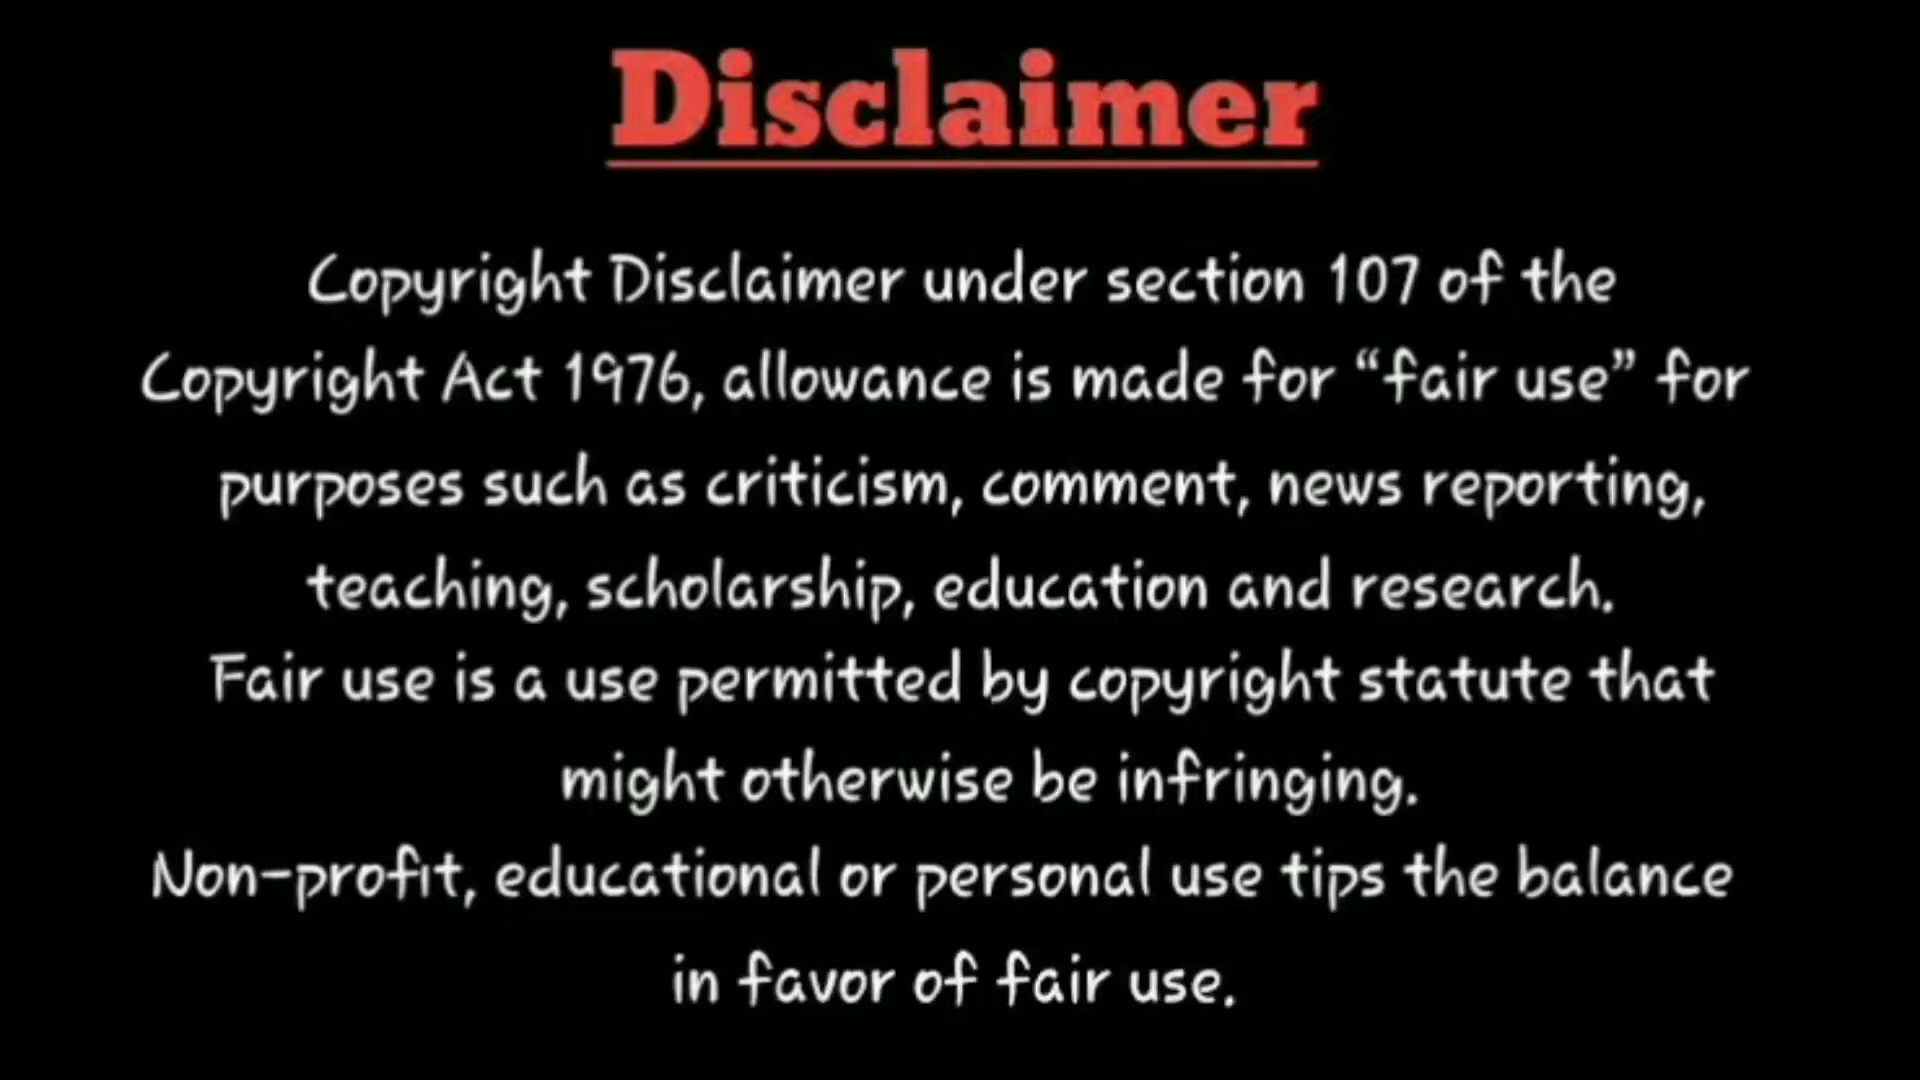 Disclaimer
Copyright Disclaimer under section 107 of the
Copyright Act 1976, allowance is made for “fair use” for
purposes such as criticism, comment, news reporting,
teaching, scholarship, education and research.
Fair use is a use permitted by copyright statute that
might otherwise be infringing.
Non-profit, educational or personal use tips the balance
in favor of fair use.